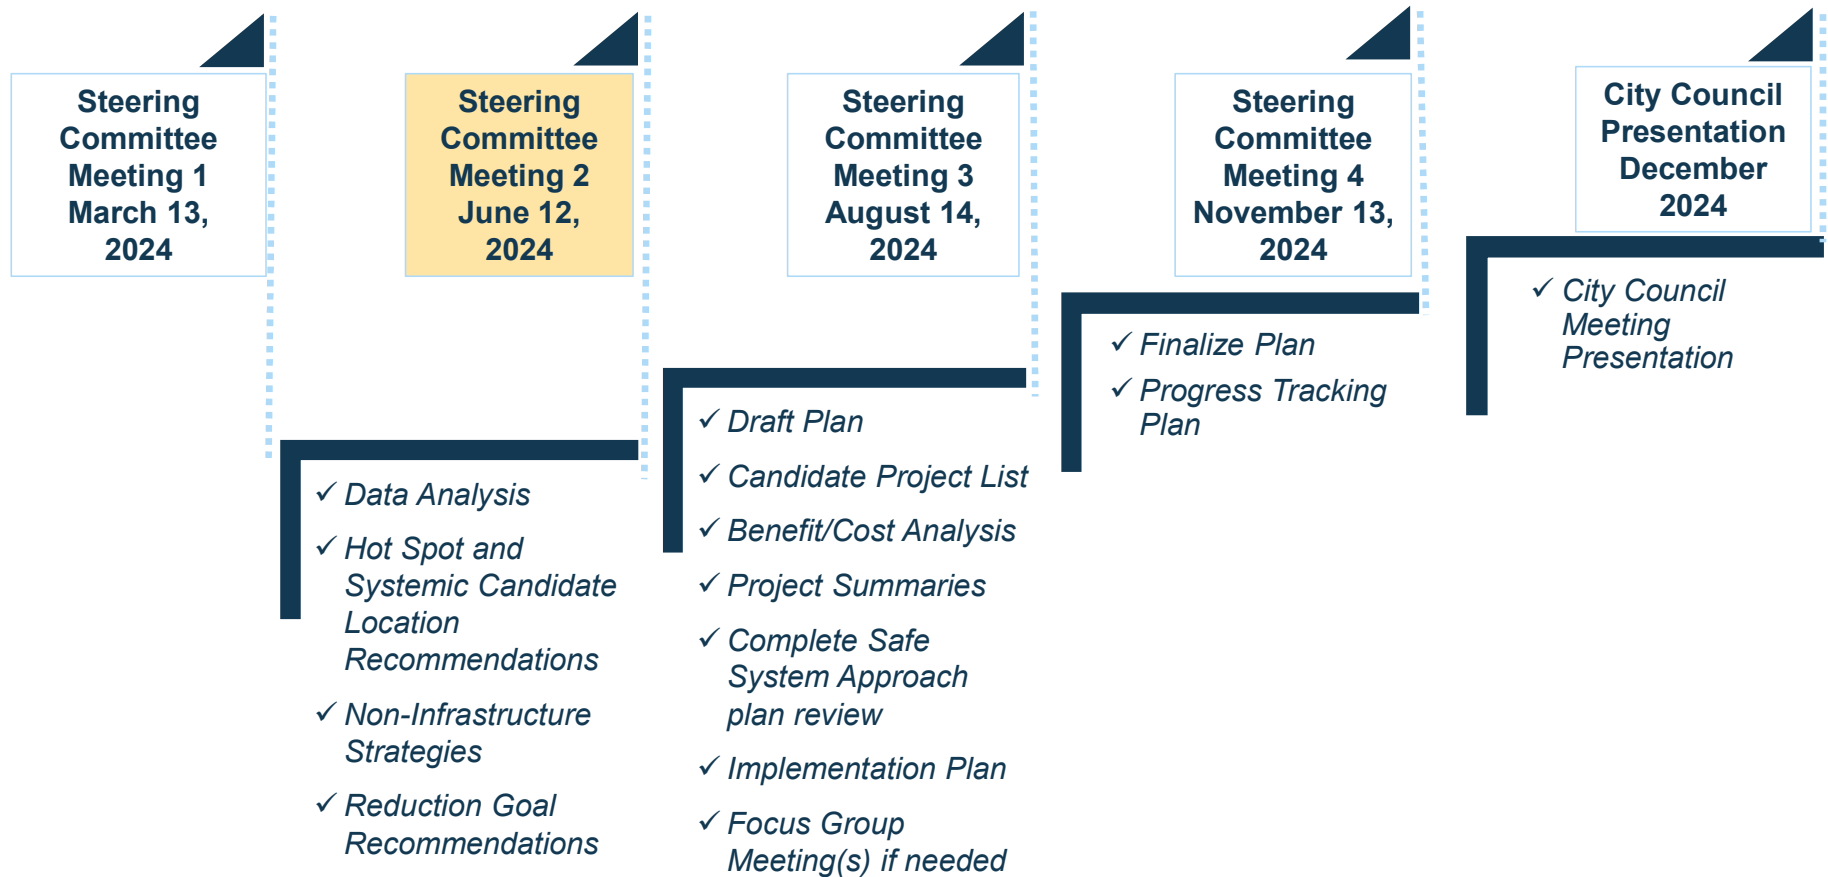 Steering
Committee
Meeting 1
March 13,
2024
Steering
Committee
Meeting 2
June 12,
2024
Steering
Committee
Meeting 3
August 14,
2024
Steering
Committee
Meeting 4
November 13,
2024
City Council
Presentation
December
2024
✓ Data Analysis
✓ Hot Spot and
Systemic Candidate
Location
Recommendations
✓ Non-Infrastructure
Strategies
✓ Reduction Goal
Recommendations
✓ Draft Plan
✓ Candidate Project List
✓ Benefit/Cost Analysis
✓ Project Summaries
✓ Complete Safe
System Approach
plan review
✓ Implementation Plan
✓ Focus Group
Meeting(s) if needed
✓ Finalize Plan
✓ Progress Tracking
Plan
✓ City Council
Meeting
Presentation